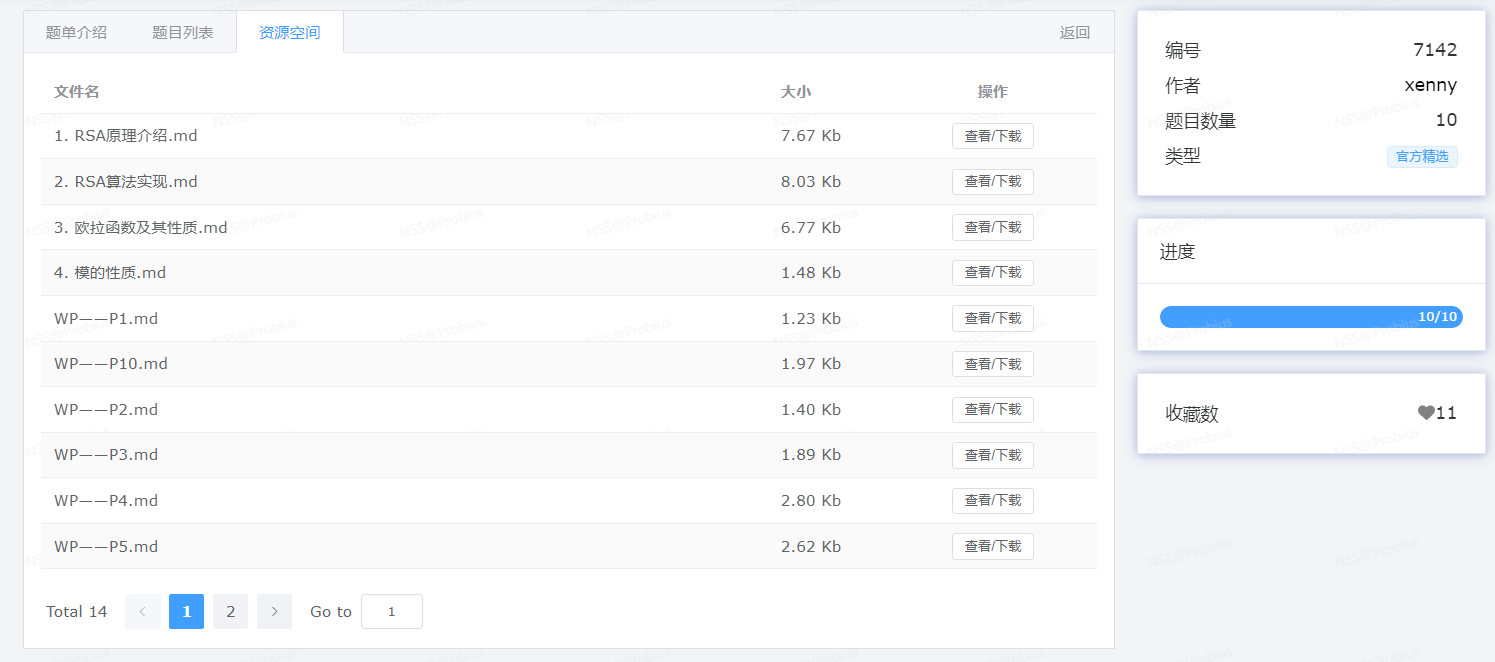 题单介绍 题目列表 资源空间 返回
文件名 大小 操作
1. RSA原理介绍.md 7.67 Kb 查看/下载
2. RSA算法实现.md 8.03 Kb 查看/下载
3. 欧拉函数及其性质.md 6.77 Kb 查看/下载
4. 模的性质.md 1.48 Kb 查看/下载
WP——P1.md 1.23 Kb 查看/下载
WP——P10.md 1.97 Kb 查看/下载
WP——P2.md 1.40 Kb 查看/下载
WP——P3.md 1.89 Kb 查看/下载
WP——P4.md 2.80 Kb 查看/下载
WP——P5.md 2.62 Kb 查看/下载
Total 14 1 2 Go to 1
编号 7142
作者 xenny
题目数量 10
类型 官方精选
进度
10/10
收藏数 11
NSS@Probius